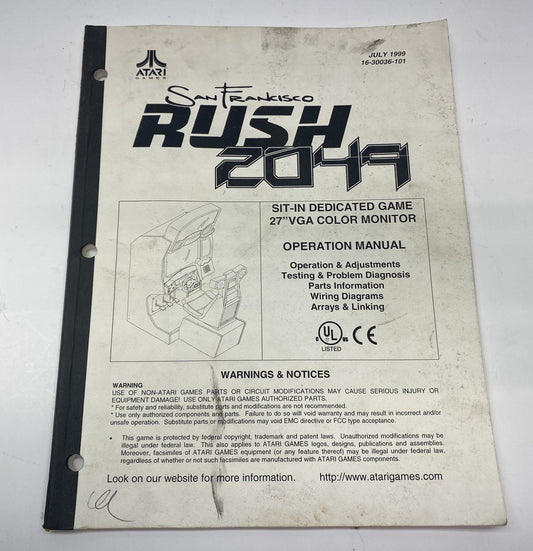 JULY 1999
16-30036-101
ATARI
GAMES
SAN FRANCISCO
RUSH
2049
SIT-IN DEDICATED GAME
27"VGA COLOR MONITOR
OPERATION MANUAL
Operation & Adjustments
Testing & Problem Diagnosis
Parts Information
Wiring Diagrams
Arrays & Linking
C UL US
LISTED
CE
WARNINGS & NOTICES
WARNING
USE OF NON-ATARI GAMES PARTS OR CIRCUIT MODIFICATIONS MAY CAUSE SERIOUS INJURY OR
EQUIPMENT DAMAGE! USE ONLY ATARI GAMES AUTHORIZED PARTS.
* For safety and reliability, substitute parts and modifications are not recommended.
* Use only authorized components and parts. Failure to do so will void warranty and may result in incorrect and/or
unsafe operation. Substitute parts or modifications may void EMC directive or FCC type acceptance.
• This game is protected by federal copyright, trademark and patent laws. Unauthorized modifications may be
illegal under federal law. This also applies to ATARI GAMES logos, designs, publications and assemblies.
Moreover, facsimiles of ATARI GAMES equipment (or any feature thereof) may be illegal under federal law,
regardless of whether or not such facsimiles are manufactured with ATARI GAMES components.
Look on our website for more information. http://www.atarigames.com